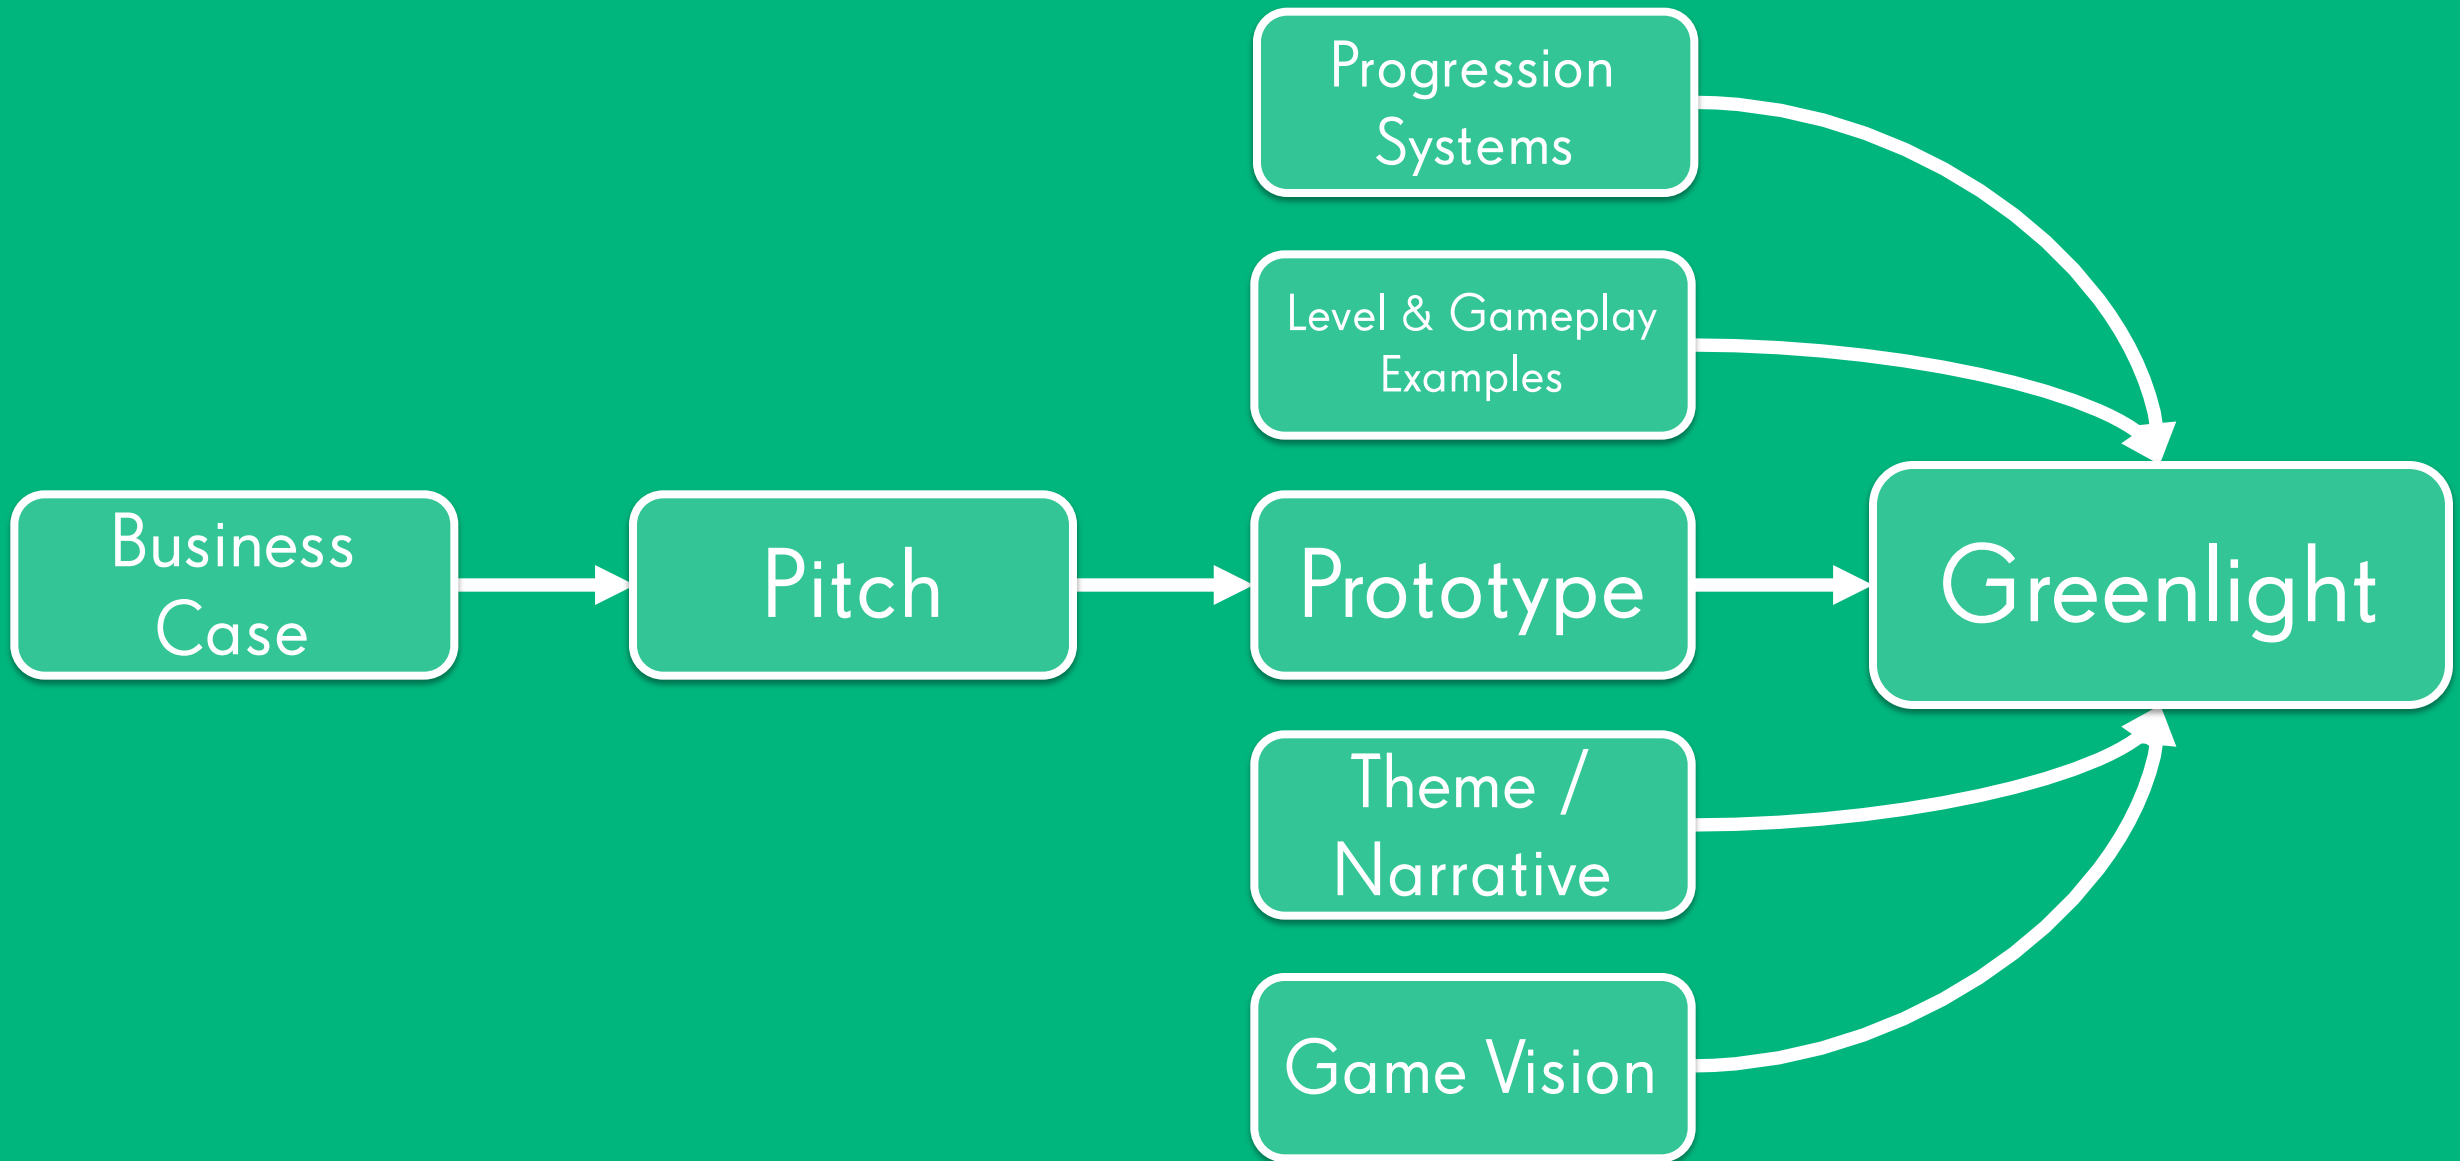 Progression
Systems
Level & Gameplay
Examples
Business
Case
Pitch
Prototype
Greenlight
Theme /
Narrative
Game Vision